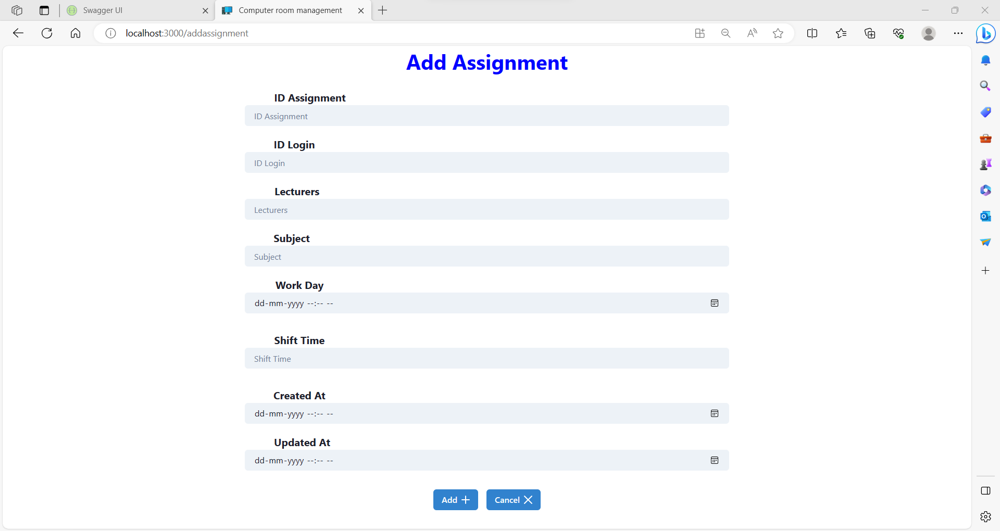 Swagger UI
Computer room management
localhost:3000/addassignment
Add Assignment
ID Assignment
ID Assignment
ID Login
ID Login
Lecturers
Lecturers
Subject
Subject
Work Day
dd-mm-yyyy --:-- --
Shift Time
Shift Time
Created At
dd-mm-yyyy --:-- --
Updated At
dd-mm-yyyy --:-- --
Add
Cancel